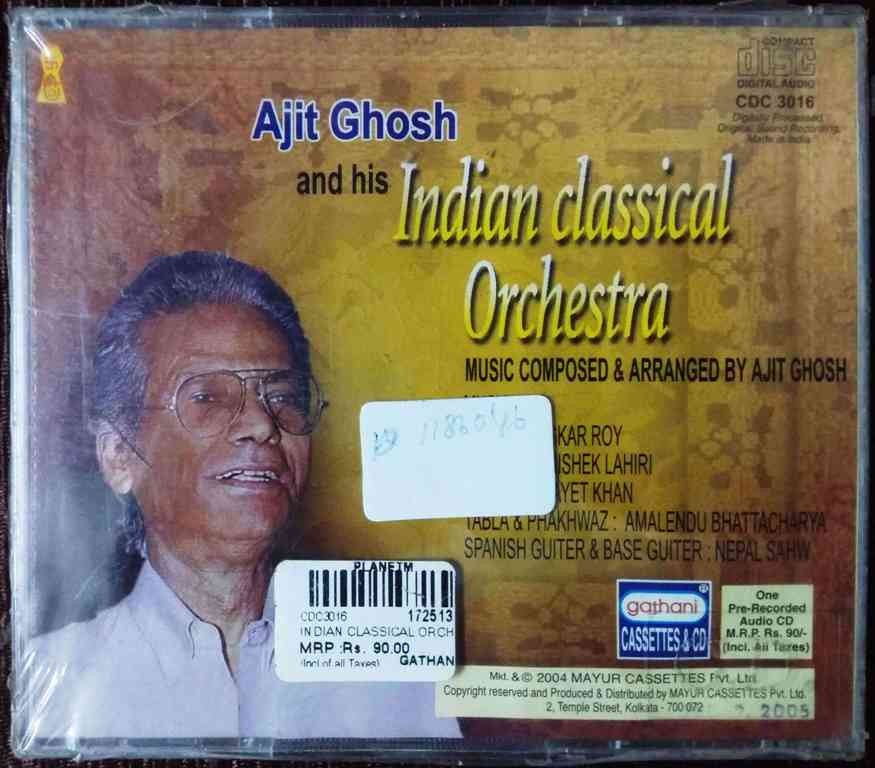 COMPACT
disc
DIGITAL AUDIO
CDC 3016
Digitally Processed,
Original Sound Recording,
Made in India
Ajit Ghosh
and his
Indian classical
Orchestra
MUSIC COMPOSED & ARRANGED BY AJIT GHOSH
KAR ROY
ISHEK LAHIRI
YET KHAN
TABLA & PHAKHWAZ : AMALENDU BHATTACHARYA
SPANISH GUITER & BASE GUITER : NEPAL SAHW
PLANETM
CDC3016 172513
INDIAN CLASSICAL ORCH
MRP :Rs. 90.00
(Incl of all Taxes) GATHAN
gathani
CASSETTES & CD
One
Pre-Recorded
Audio CD
M.R.P. Rs. 90/-
(Incl. All Taxes)
Mkt. & © 2004 MAYUR CASSETTES Pvt. Ltd.
Copyright reserved and Produced & Distributed by MAYUR CASSETTES Pvt. Ltd.
2, Temple Street, Kolkata - 700 072
2005